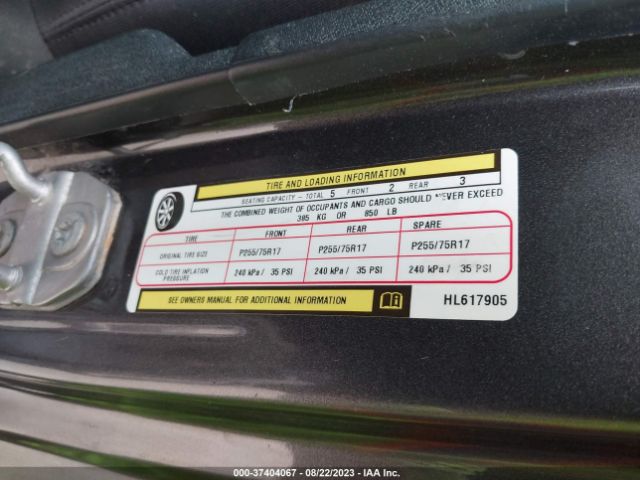 TIRE AND LOADING INFORMATION
SEATING CAPACITY - TOTAL 5 FRONT 2 REAR 3
THE COMBINED WEIGHT OF OCCUPANTS AND CARGO SHOULD NEVER EXCEED
385 KG OR 850 LB
TIRE FRONT REAR SPARE
ORIGINAL TIRE SIZE P255/75R17 P255/75R17 P255/75R17
COLD TIRE INFLATION PRESSURE 240 kPa / 35 PSI 240 kPa / 35 PSI 240 kPa / 35 PSI
SEE OWNERS MANUAL FOR ADDITIONAL INFORMATION
HL617905
000-37404067 - 08/22/2023 - IAA Inc.